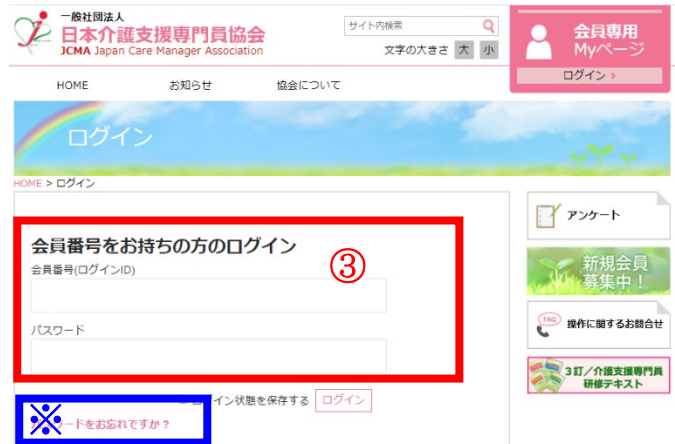 一般社団法人
日本介護支援専門員協会
JCMA Japan Care Manager Association
サイト内検索
文字の大きさ 大 小
会員専用
Myページ
ログイン
HOME お知らせ 協会について
ログイン
HOME > ログイン
会員番号をお持ちの方のログイン
③
会員番号(ログインID)
パスワード
イン状態を保存する ログイン
※
ードをお忘れですか？
アンケート
新規会員
募集中！
FAQ 操作に関するお問合せ
3訂／介護支援専門員
研修テキスト